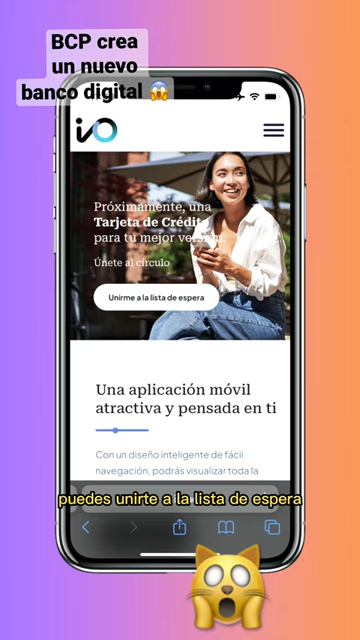 BCP crea
un nuevo
banco digital 😱
iO
Próximamente, una
Tarjeta de Crédito
para tu mejor versión.
Únete al círculo
Unirme a la lista de espera
Una aplicación móvil
atractiva y pensada en ti
Con un diseño inteligente de fácil
navegación, podrás visualizar toda la
puedes unirte a la lista de espera